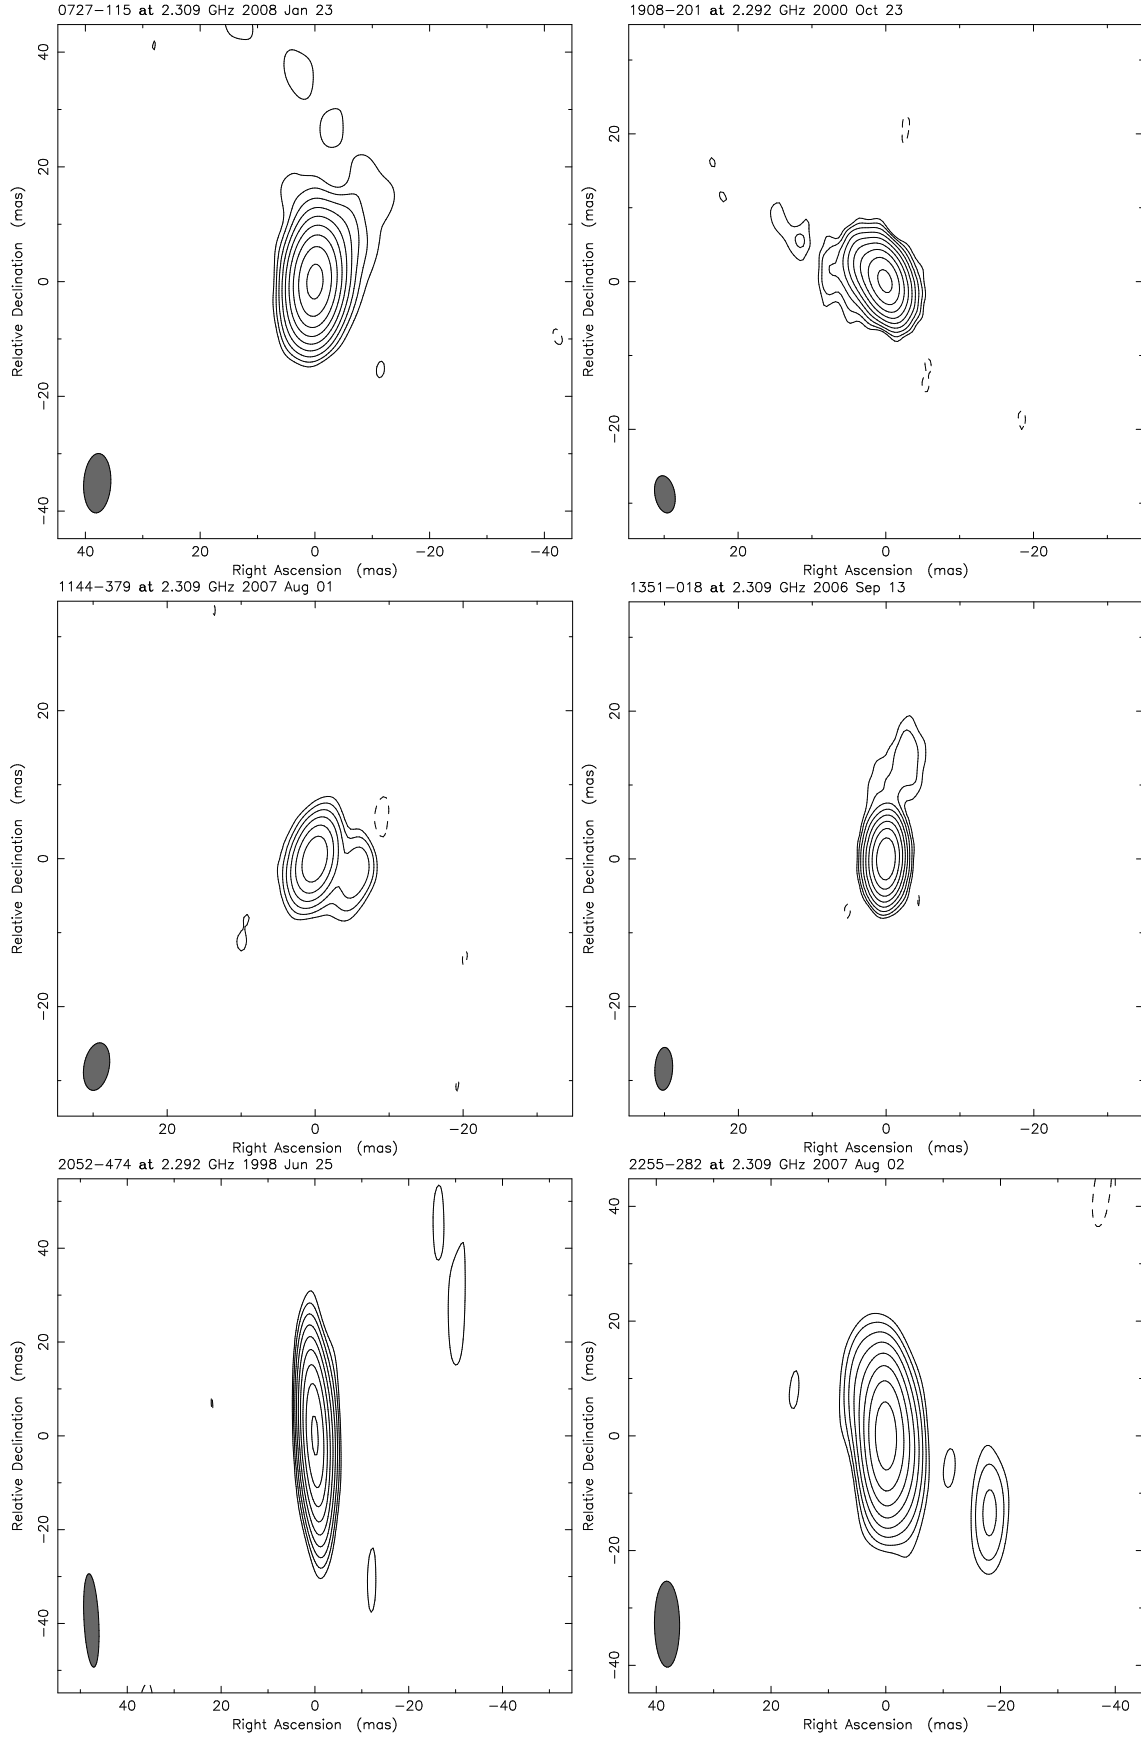 0727−115 at 2.309 GHz 2008 Jan 23
Relative Declination (mas)
40
20
0
−20
−40
40 20 0 −20 −40
Right Ascension (mas)
1908−201 at 2.292 GHz 2000 Oct 23
Relative Declination (mas)
20
0
−20
20 0 −20
Right Ascension (mas)
1144−379 at 2.309 GHz 2007 Aug 01
Relative Declination (mas)
20
0
−20
20 0 −20
Right Ascension (mas)
1351−018 at 2.309 GHz 2006 Sep 13
Relative Declination (mas)
20
0
−20
20 0 −20
Right Ascension (mas)
2052−474 at 2.292 GHz 1998 Jun 25
Relative Declination (mas)
40
20
0
−20
−40
40 20 0 −20 −40
Right Ascension (mas)
2255−282 at 2.309 GHz 2007 Aug 02
Relative Declination (mas)
40
20
0
−20
−40
40 20 0 −20 −40
Right Ascension (mas)